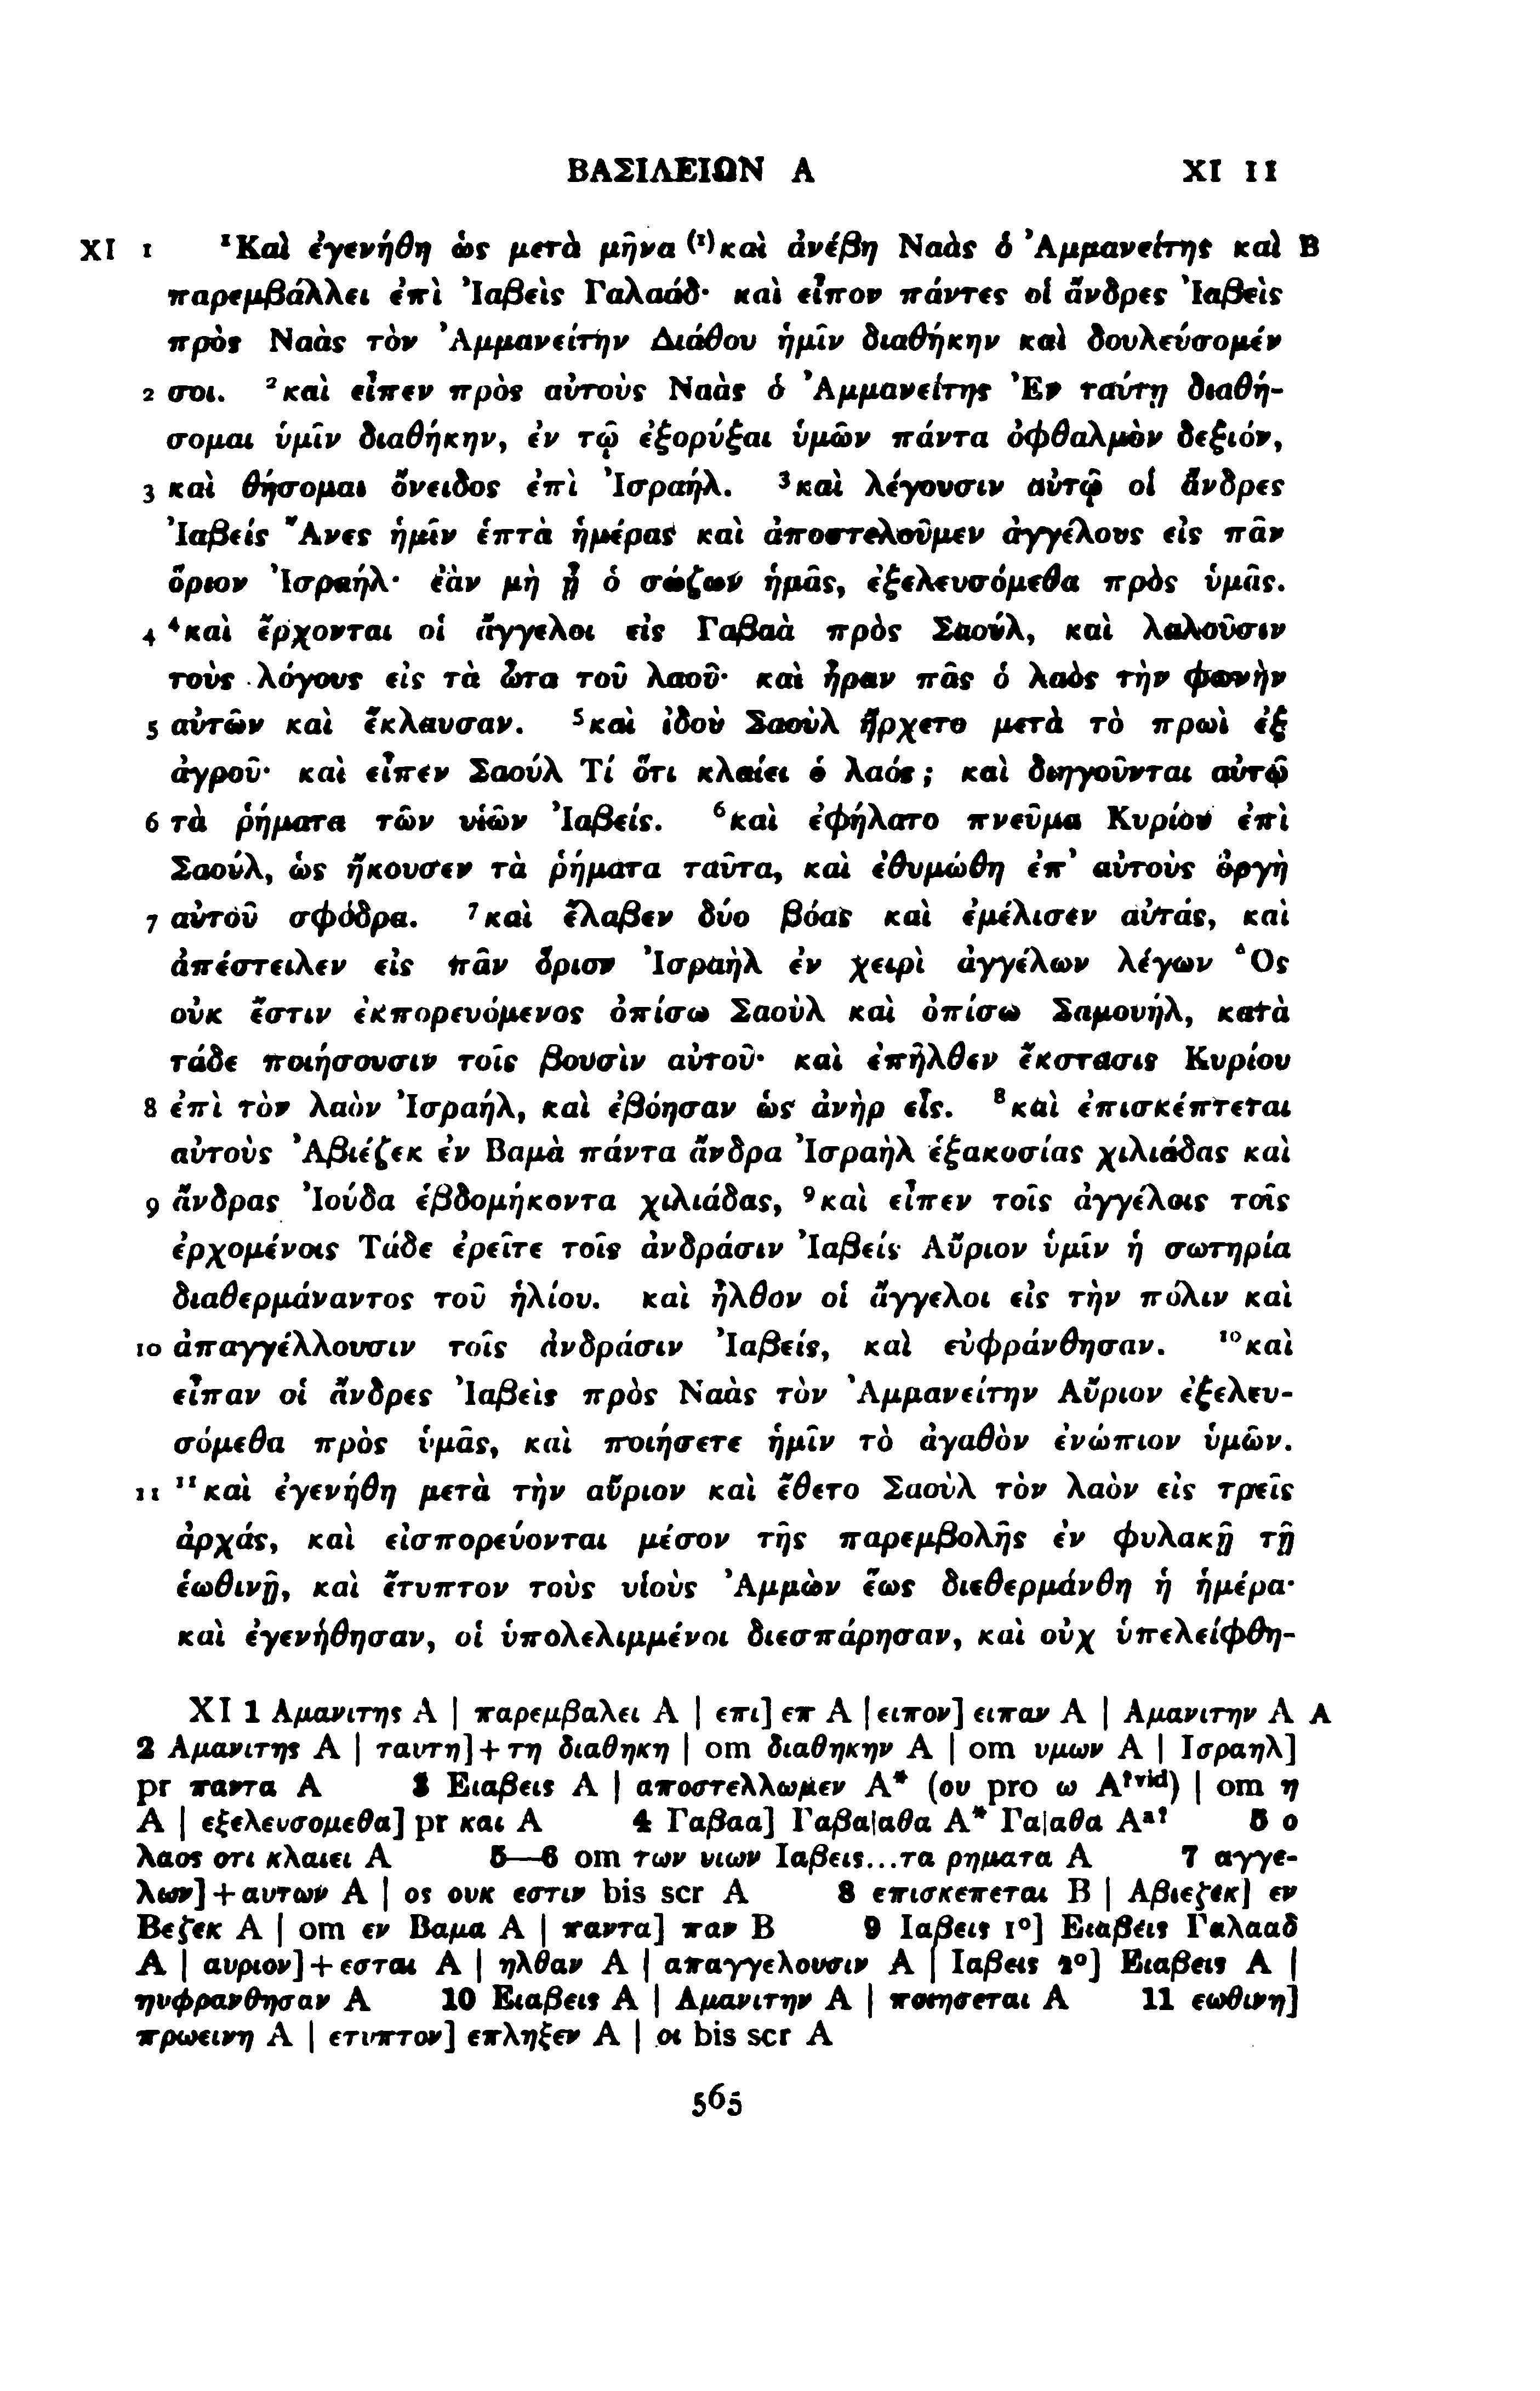 ΒΑΣΙΛΕΙΩΝ Α XI 11
XI 1 ¹Καὶ ἐγενήθη ὡς μετὰ μῆνα ⁽¹⁾καὶ ἀνέβη Ναὰς ὁ Ἀμμανείτης καὶ B
παρεμβάλλει ἐπὶ Ἰαβεὶς Γαλαάδ· καὶ εἶπον πάντες οἱ ἄνδρες Ἰαβεὶς
πρὸς Ναὰς τὸν Ἀμμανείτην Διάθου ἡμῖν διαθήκην καὶ δουλεύσομέν
2 σοι. ²καὶ εἶπεν πρὸς αὐτοὺς Ναὰς ὁ Ἀμμανείτης Ἐν ταύτῃ διαθή-
σομαι ὑμῖν διαθήκην, ἐν τῷ ἐξορύξαι ὑμῶν πάντα ὀφθαλμὸν δεξιόν,
3 καὶ θήσομαι ὄνειδος ἐπὶ Ἰσραήλ. ³καὶ λέγουσιν αὐτῷ οἱ ἄνδρες
Ἰαβείς Ἄνες ἡμῖν ἑπτὰ ἡμέρας καὶ ἀποστελοῦμεν ἀγγέλους εἰς πᾶν
ὅριον Ἰσραήλ· ἐὰν μὴ ᾖ ὁ σώζων ἡμᾶς, ἐξελευσόμεθα πρὸς ὑμᾶς.
4 ⁴καὶ ἔρχονται οἱ ἄγγελοι εἰς Γαβαὰ πρὸς Σαούλ, καὶ λαλοῦσιν
τοὺς λόγους εἰς τὰ ὦτα τοῦ λαοῦ· καὶ ἦραν πᾶς ὁ λαὸς τὴν φωνὴν
5 αὐτῶν καὶ ἔκλαυσαν. ⁵καὶ ἰδοὺ Σαοὺλ ἤρχετο μετὰ τὸ πρωὶ ἐξ
ἀγροῦ· καὶ εἶπεν Σαούλ Τί ὅτι κλαίει ὁ λαός; καὶ διηγοῦνται αὐτῷ
6 τὰ ῥήματα τῶν υἱῶν Ἰαβείς. ⁶καὶ ἐφήλατο πνεῦμα Κυρίου ἐπὶ
Σαούλ, ὡς ἤκουσεν τὰ ῥήματα ταῦτα, καὶ ἐθυμώθη ἐπ’ αὐτοὺς ὀργὴ
7 αὐτοῦ σφόδρα. ⁷καὶ ἔλαβεν δύο βόας καὶ ἐμέλισεν αὐτάς, καὶ
ἀπέστειλεν εἰς πᾶν ὅριον Ἰσραὴλ ἐν χειρὶ ἀγγέλων λέγων Ὃς
οὐκ ἔστιν ἐκπορευόμενος ὀπίσω Σαοὺλ καὶ ὀπίσω Σαμουήλ, κατὰ
τάδε ποιήσουσιν τοῖς βουσὶν αὐτοῦ· καὶ ἐπῆλθεν ἔκστασις Κυρίου
8 ἐπὶ τὸν λαὸν Ἰσραήλ, καὶ ἐβόησαν ὡς ἀνὴρ εἷς. ⁸καὶ ἐπισκέπτεται
αὐτοὺς Ἀβιέζεκ ἐν Βαμὰ πάντα ἄνδρα Ἰσραὴλ ἑξακοσίας χιλιάδας καὶ
9 ἄνδρας Ἰούδα ἑβδομήκοντα χιλιάδας, ⁹καὶ εἶπεν τοῖς ἀγγέλοις τοῖς
ἐρχομένοις Τάδε ἐρεῖτε τοῖς ἀνδράσιν Ἰαβείς Αὔριον ὑμῖν ἡ σωτηρία
διαθερμάναντος τοῦ ἡλίου. καὶ ἦλθον οἱ ἄγγελοι εἰς τὴν πόλιν καὶ
10 ἀπαγγέλλουσιν τοῖς ἀνδράσιν Ἰαβείς, καὶ εὐφράνθησαν. ¹⁰καὶ
εἶπαν οἱ ἄνδρες Ἰαβεὶς πρὸς Ναὰς τὸν Ἀμμανείτην Αὔριον ἐξελευ-
σόμεθα πρὸς ὑμᾶς, καὶ ποιήσετε ἡμῖν τὸ ἀγαθὸν ἐνώπιον ὑμῶν.
11 ¹¹καὶ ἐγενήθη μετὰ τὴν αὔριον καὶ ἔθετο Σαοὺλ τὸν λαὸν εἰς τρεῖς
ἀρχάς, καὶ εἰσπορεύονται μέσον τῆς παρεμβολῆς ἐν φυλακῇ τῇ
ἑωθινῇ, καὶ ἔτυπτον τοὺς υἱοὺς Ἀμμὼν ἕως διεθερμάνθη ἡ ἡμέρα·
καὶ ἐγενήθησαν, οἱ ὑπολελιμμένοι διεσπάρησαν, καὶ οὐχ ὑπελείφθη-
XI 1 Αμανιτης A | παρεμβαλει A | επι] επ A | ειπον] ειπαν A | Αμανιτην A A
2 Αμανιτης A | ταυτη]+τη διαθηκη | om διαθηκην A | om υμων A | Ισραηλ]
pr παντα A 3 Ειαβεις A | αποστελλωμεν A* (ου pro ω A¹ᵛⁱᵈ) | om η
A | εξελευσομεθα] pr και A 4 Γαβαα] Γαβαια|αθα A* Γα|αθα Aᵃ? 5 ο
λαος οτι κλαιει A 5—6 om των υιων Ιαβεις...τα ρηματα A 7 αγγε-
λων]+αυτων A | ος ουκ εστιν bis scr A 8 επισκεπεται B | Αβιεζεκ] εν
Βεζεκ A | om εν Βαμα A | παντα] παν B 9 Ιαβεις 1°] Ειαβεις Γαλααδ
A | αυριον]+εσται A | ηλθαν A | απαγγελουσιν A | Ιαβεις 2°] Ειαβεις A |
ηυφρανθησαν A 10 Ειαβεις A | Αμανιτην A | ποιησεται A 11 εωθινη]
πρωεινη A | ετυπτον] επληξεν A | οι bis scr A
565